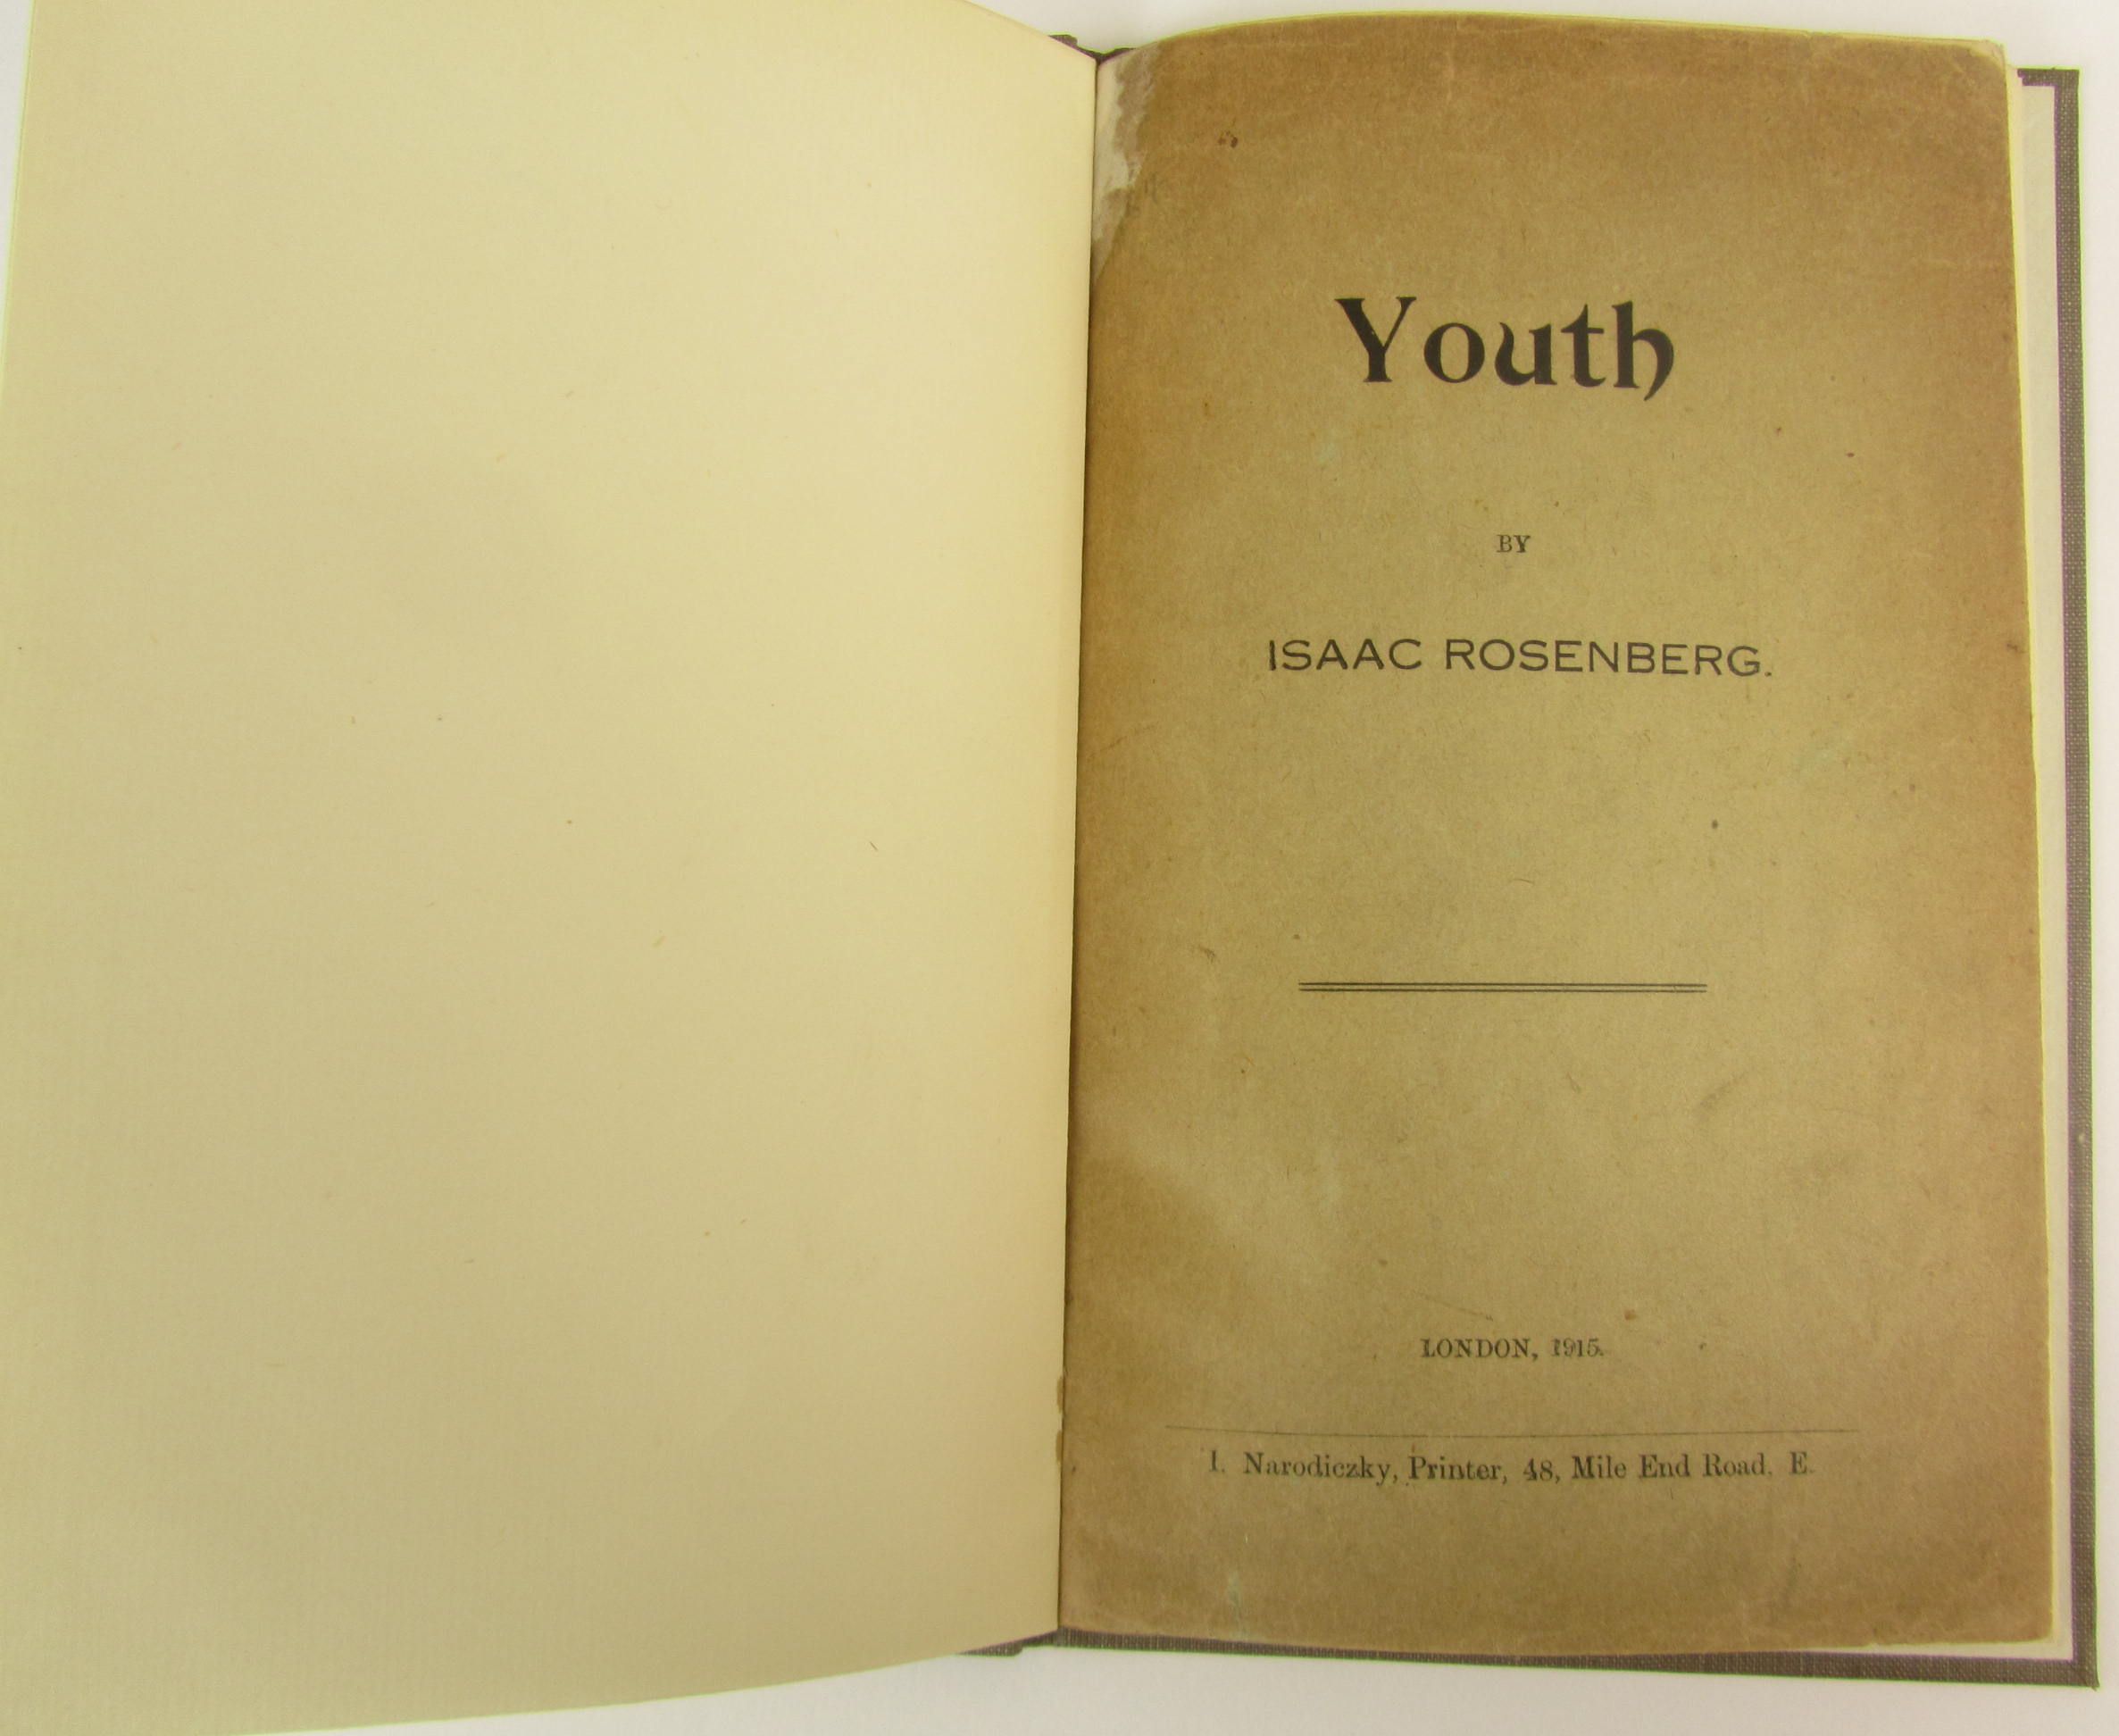 Youth
BY
ISAAC ROSENBERG.
LONDON, 1915.
I. Narodiczky, Printer, 48, Mile End Road, E.